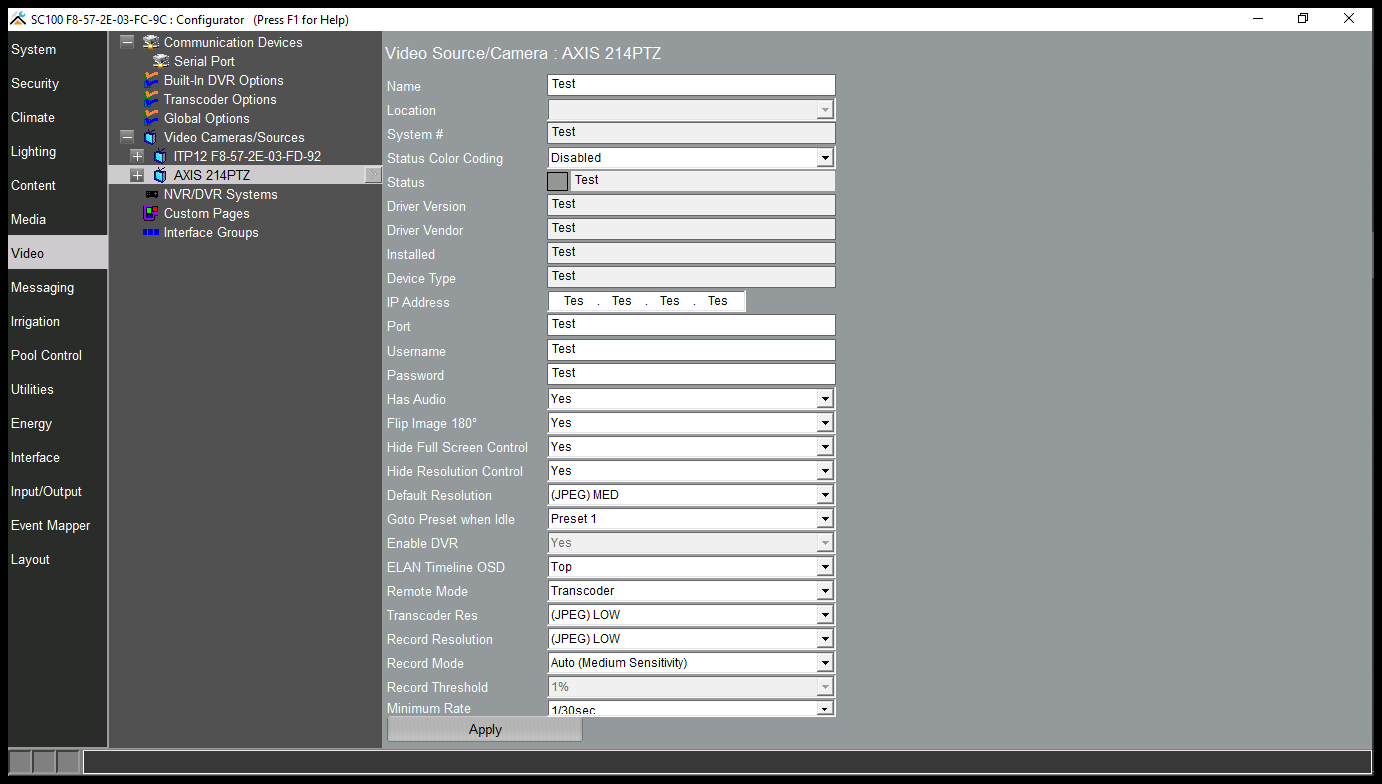 SC100 F8-57-2E-03-FC-9C : Configurator (Press F1 for Help)
System
Security
Climate
Lighting
Content
Media
Video
Messaging
Irrigation
Pool Control
Utilities
Energy
Interface
Input/Output
Event Mapper
Layout
Communication Devices
Serial Port
Built-In DVR Options
Transcoder Options
Global Options
Video Cameras/Sources
ITP12 F8-57-2E-03-FD-92
AXIS 214PTZ
NVR/DVR Systems
Custom Pages
Interface Groups
Video Source/Camera : AXIS 214PTZ
Name Test
Location
System # Test
Status Color Coding Disabled
Status Test
Driver Version Test
Driver Vendor Test
Installed Test
Device Type Test
IP Address Tes . Tes . Tes . Tes
Port Test
Username Test
Password Test
Has Audio Yes
Flip Image 180° Yes
Hide Full Screen Control Yes
Hide Resolution Control Yes
Default Resolution (JPEG) MED
Goto Preset when Idle Preset 1
Enable DVR Yes
ELAN Timeline OSD Top
Remote Mode Transcoder
Transcoder Res (JPEG) LOW
Record Resolution (JPEG) LOW
Record Mode Auto (Medium Sensitivity)
Record Threshold 1%
Minimum Rate 1/30sec
Apply